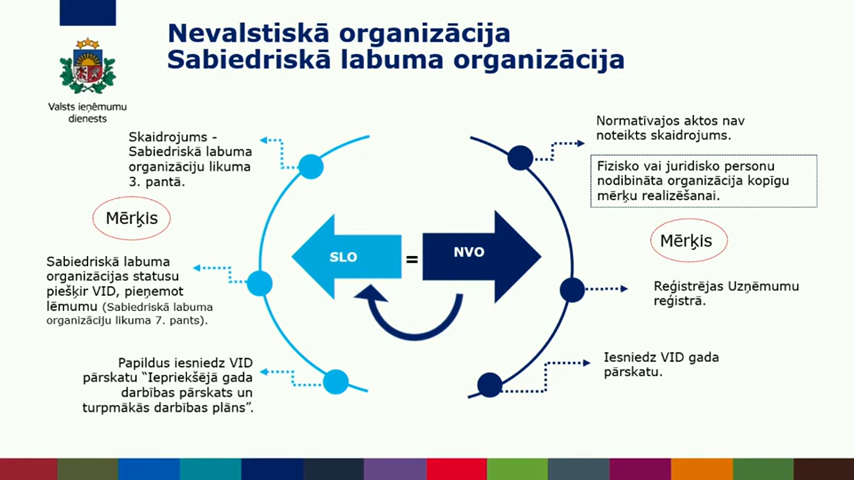 Nevalstiskā organizācija
Sabiedriskā labuma organizācija
Valsts ieņēmumu
dienests
Skaidrojums -
Sabiedriskā labuma
organizāciju likuma
3. pantā.
Mērķis
Sabiedriskā labuma
organizācijas statusu
piešķir VID, pieņemot
lēmumu (Sabiedriskā labuma
organizāciju likuma 7. pants).
Papildus iesniedz VID
pārskatu “Iepriekšējā gada
darbības pārskats un
turpmākās darbības plāns”.
SLO
=
NVO
Normatīvajos aktos nav
noteikts skaidrojums.
Fizisko vai juridisko personu
nodibināta organizācija kopīgu
mērķu realizēšanai.
Mērķis
Reģistrējas Uzņēmumu
reģistrā.
Iesniedz VID gada
pārskatu.